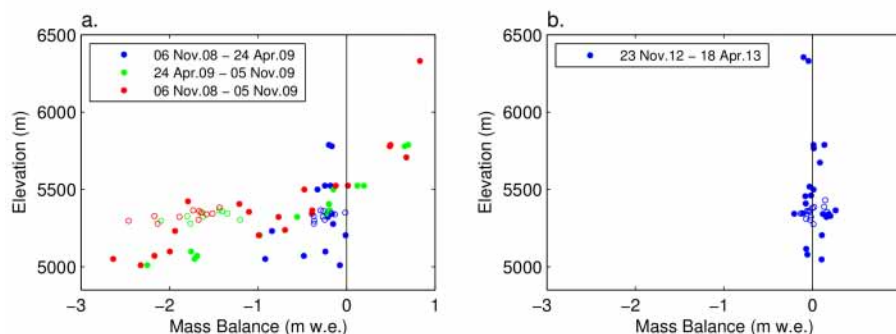 a.
b.
6500
6000
5500
5000
Elevation (m)
06 Nov.08 − 24 Apr.09
24 Apr.09 − 05 Nov.09
06 Nov.08 − 05 Nov.09
−3 −2 −1 0 1
Mass Balance (m w.e.)
6500
6000
5500
5000
Elevation (m)
23 Nov.12 − 18 Apr.13
−3 −2 −1 0
Mass Balance (m w.e.)